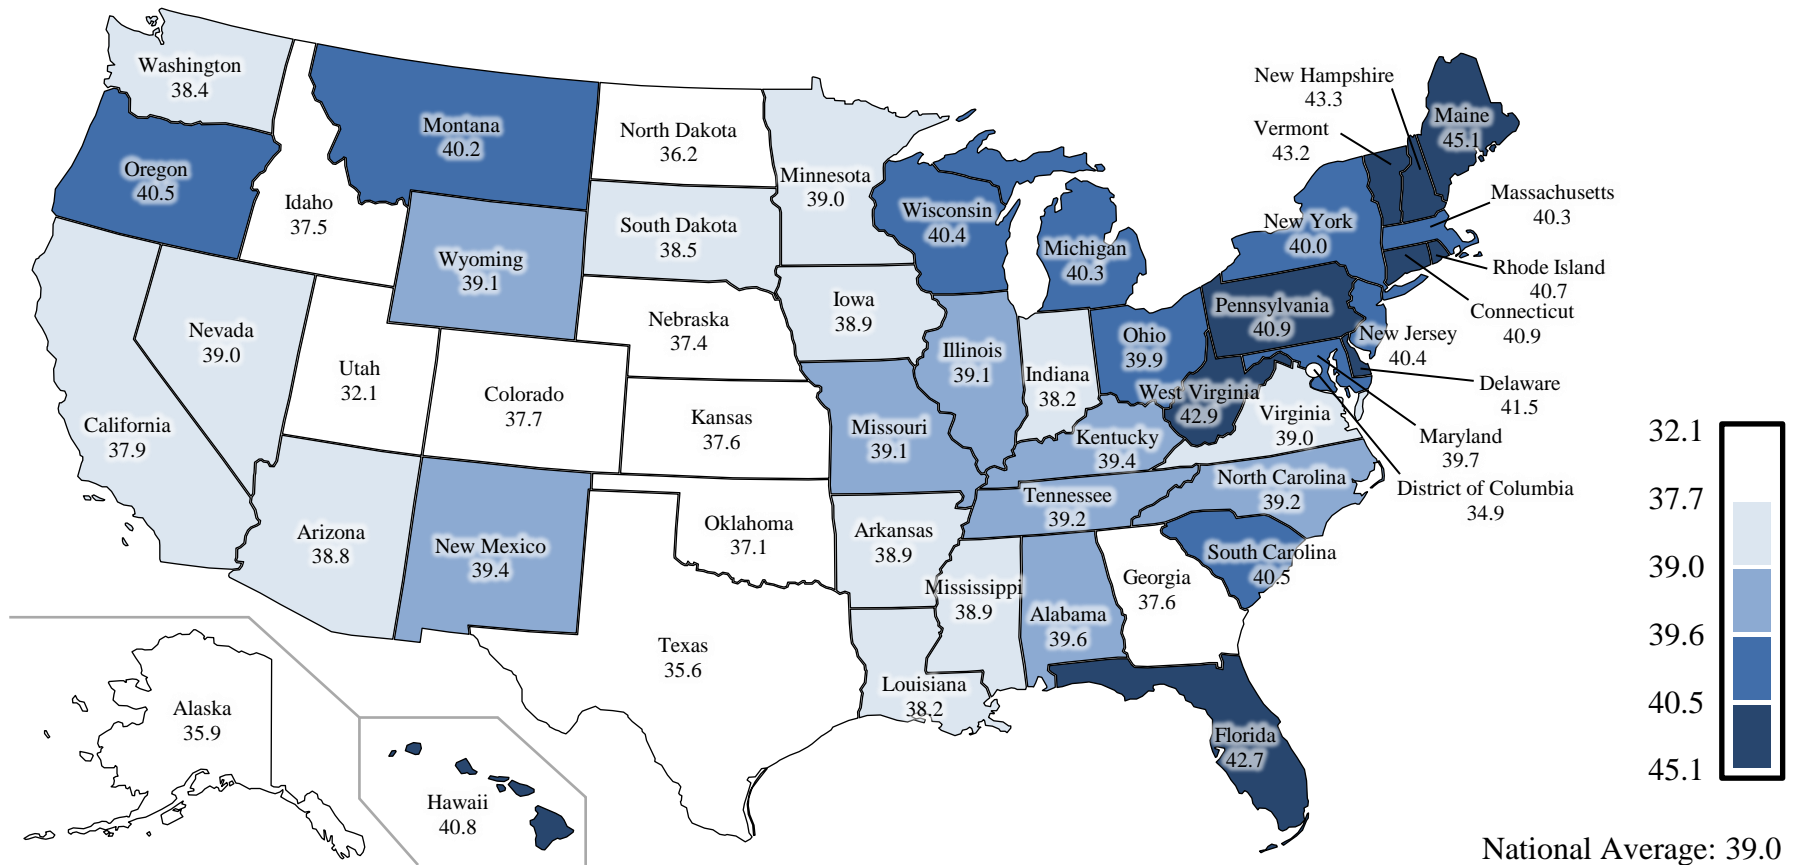 Washington
38.4
Montana
40.2
North Dakota
36.2
Minnesota
39.0
New Hampshire
43.3
Vermont
43.2
Maine
45.1
Oregon
40.5
Idaho
37.5
South Dakota
38.5
Wisconsin
40.4
Michigan
40.3
New York
40.0
Massachusetts
40.3
Rhode Island
40.7
Connecticut
40.9
Wyoming
39.1
Nevada
39.0
Utah
32.1
Colorado
37.7
Nebraska
37.4
Iowa
38.9
Illinois
39.1
Indiana
38.2
Ohio
39.9
Pennsylvania
40.9
New Jersey
40.4
Delaware
41.5
Maryland
39.7
District of Columbia
34.9
West Virginia
42.9
Virginia
39.0
California
37.9
Kansas
37.6
Missouri
39.1
Kentucky
39.4
North Carolina
39.2
Tennessee
39.2
Arizona
38.8
New Mexico
39.4
Oklahoma
37.1
Arkansas
38.9
South Carolina
40.5
Mississippi
38.9
Alabama
39.6
Georgia
37.6
Texas
35.6
Louisiana
38.2
Florida
42.7
Alaska
35.9
Hawaii
40.8
32.1
37.7
39.0
39.6
40.5
45.1
National Average: 39.0